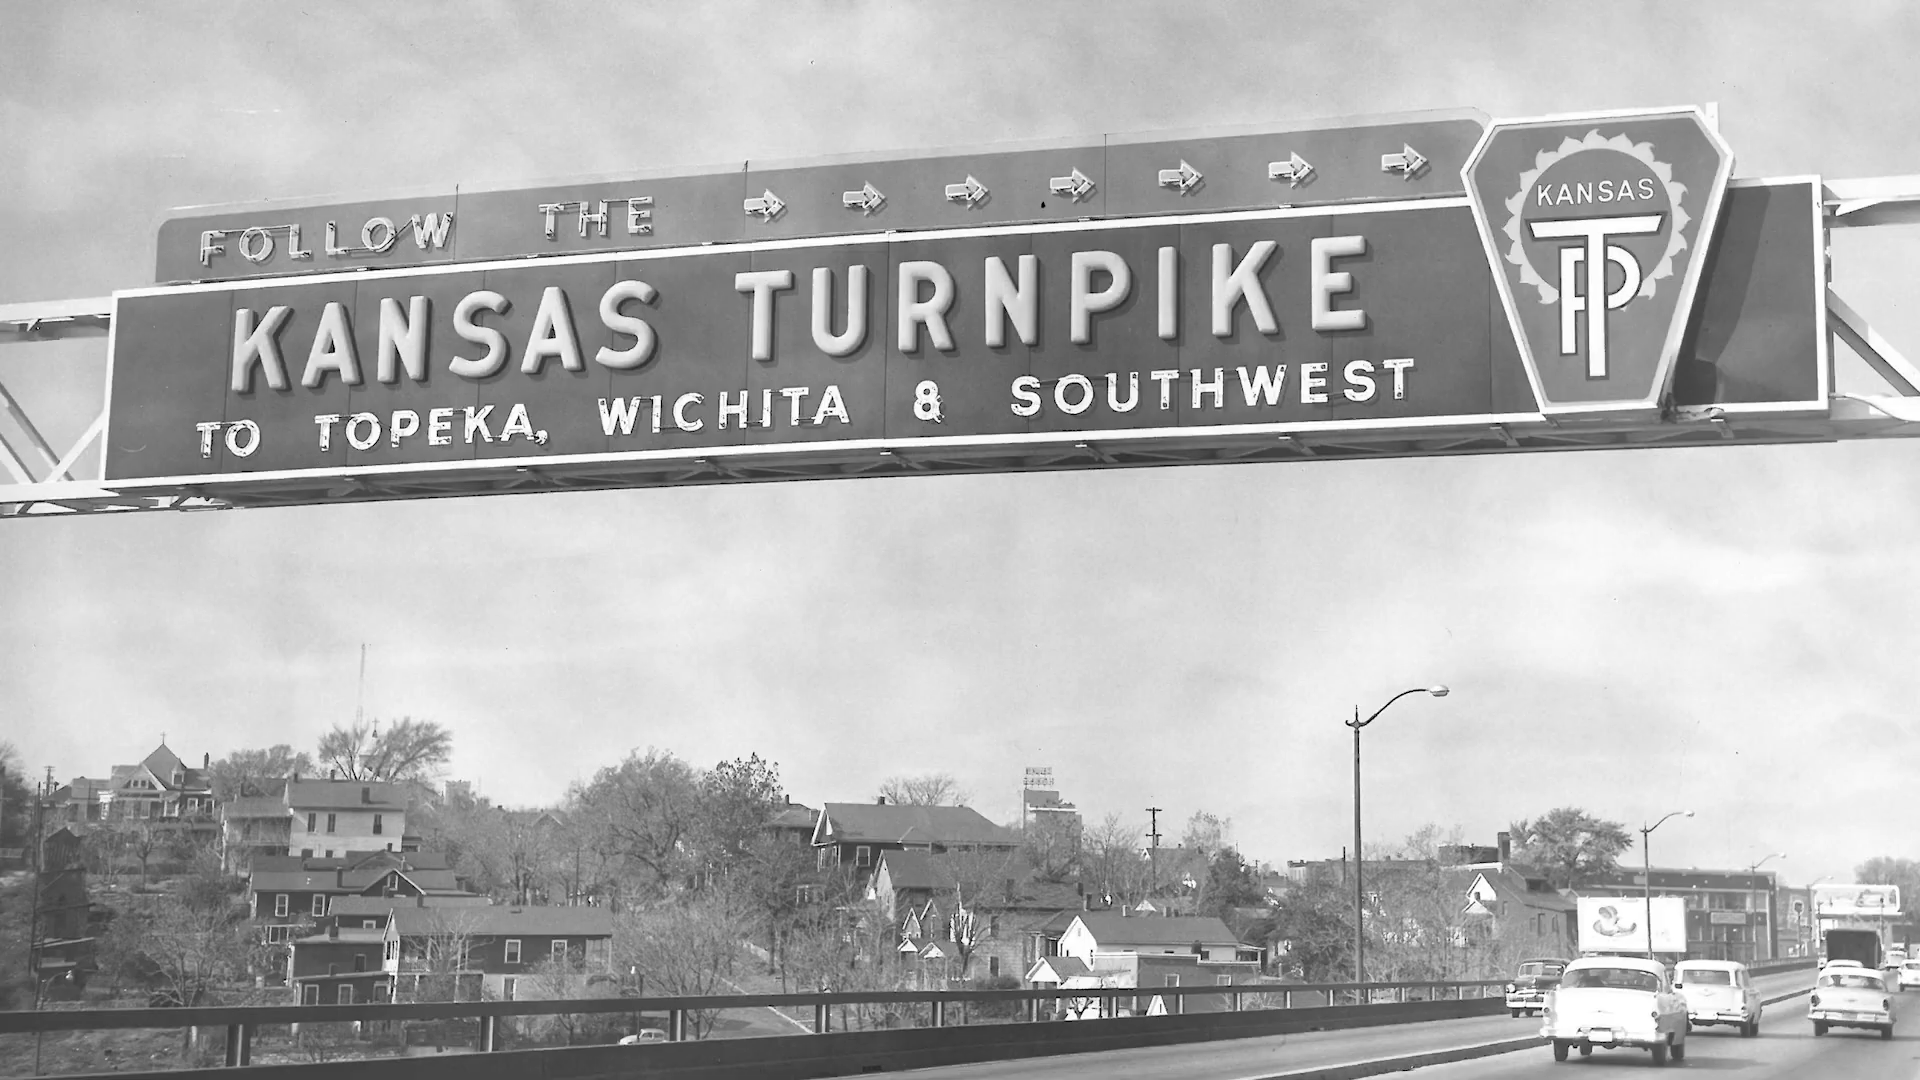 FOLLOW THE
KANSAS TURNPIKE
TO TOPEKA, WICHITA & SOUTHWEST
KANSAS
TP